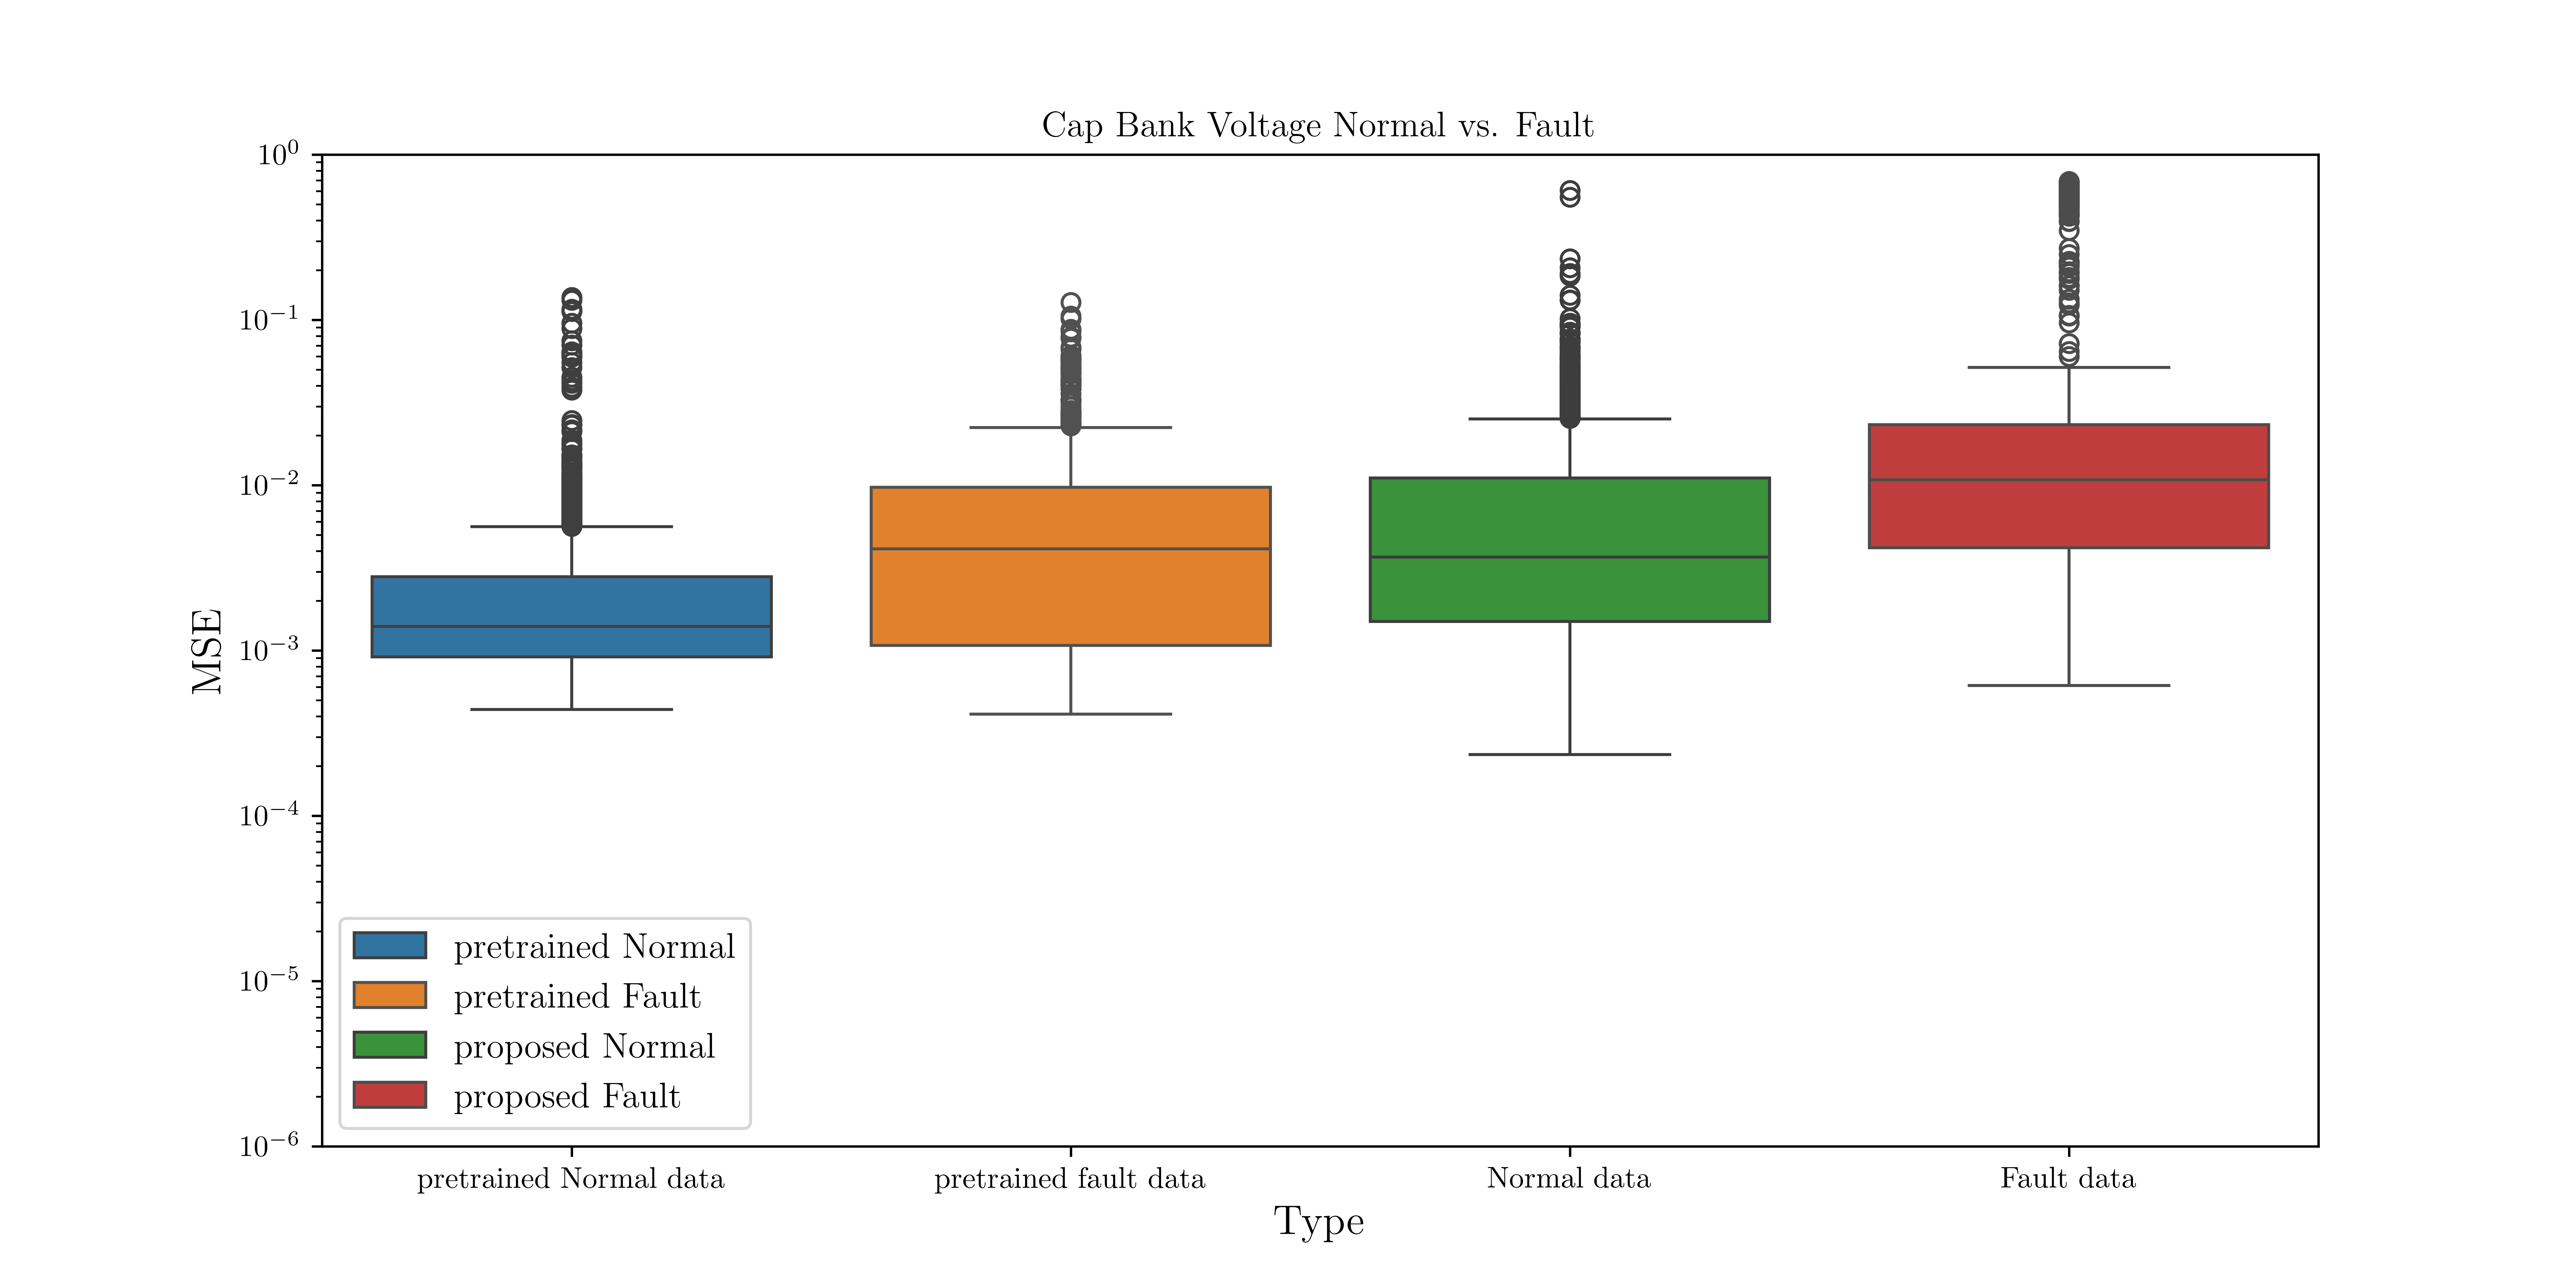 Cap Bank Voltage Normal vs. Fault
10⁰
10⁻¹
10⁻²
10⁻³
10⁻⁴
10⁻⁵
10⁻⁶
MSE
pretrained Normal
pretrained Fault
proposed Normal
proposed Fault
pretrained Normal data
pretrained fault data
Normal data
Fault data
Type